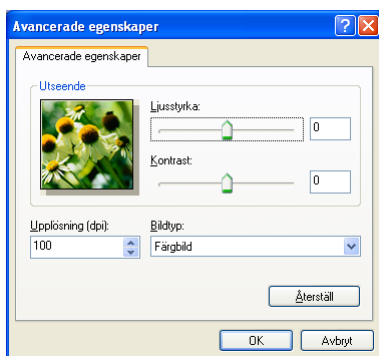 Avancerade egenskaper
Avancerade egenskaper
Utseende
Ljusstyrka:
0
Kontrast:
0
Upplösning (dpi): Bildtyp:
100 Färgbild
Återställ
OK Avbryt